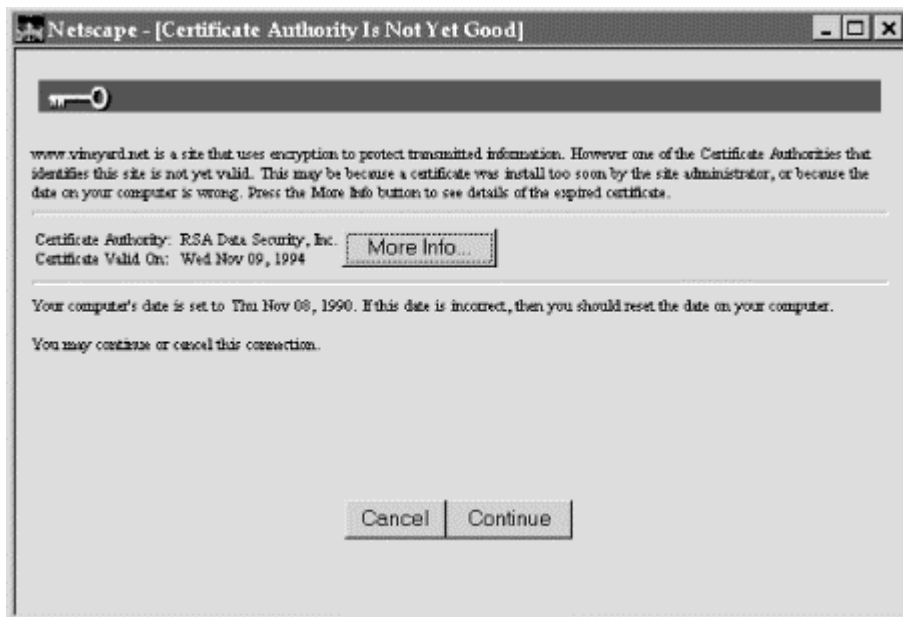 Netscape - [Certificate Authority Is Not Yet Good]
www.vineyard.net is a site that uses encryption to protect transmitted information. However one of the Certificate Authorities that
identifies this site is not yet valid. This may be because a certificate was install too soon by the site administrator, or because the
date on your computer is wrong. Press the More Info button to see details of the expired certificate.
Certificate Authority: RSA Data Security, Inc.
Certificate Valid On: Wed Nov 09, 1994
More Info...
Your computer's date is set to Thu Nov 08, 1990. If this date is incorrect, then you should reset the date on your computer.
You may continue or cancel this connection.
Cancel Continue